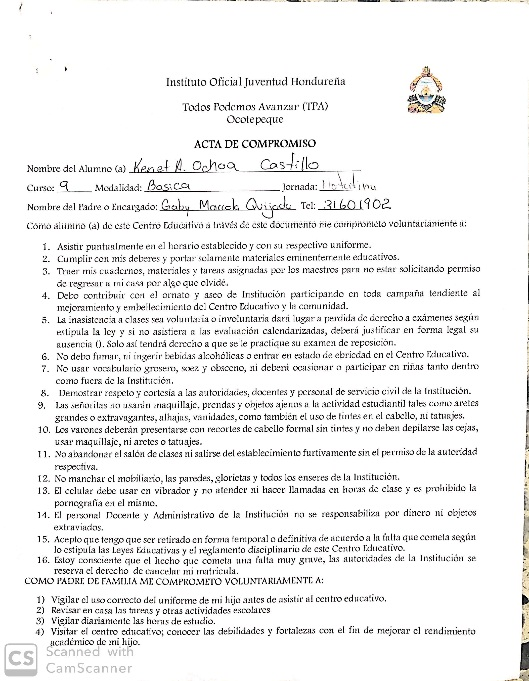 Instituto Oficial Juventud Hondureña
Todos Podemos Avanzar (TPA)
Ocotepeque
ACTA DE COMPROMISO
Nombre del Alumno (a) Kenet A. Ochoa Castillo
Curso: 9 Modalidad: Basica Jornada:
Nombre del Padre o Encargado: Gaby Tel: 31601902
Como alumno (a) de este Centro Educativo a través de este documento me comprometo voluntariamente a:
1. Asistir puntualmente en el horario establecido y con su respectivo uniforme.
2. Cumplir con mis deberes y portar solamente materiales eminentemente educativos.
3. Traer mis cuadernos, materiales y tareas asignadas por los maestros para no estar solicitando permiso
de regresar a mi casa por algo que olvide.
4. Debo contribuir con el ornato y aseo de Institución participando en toda campaña tendiente al
mejoramiento y embellecimiento del Centro Educativo y la comunidad.
5. La inasistencia a clases sea voluntaria o involuntaria dará lugar a perdida de derecho a exámenes según
estipula la ley y si no asistiera a las evaluación calendarizadas, deberá justificar en forma legal su
ausencia (). Solo así tendrá derecho a que se le practique su examen de reposición.
6. No debo fumar, ni ingerir bebidas alcohólicas o entrar en estado de ebriedad en el Centro Educativo.
7. No usar vocabulario grosero, soez y obsceno, ni deberá ocasionar o participar en riñas tanto dentro
como fuera de la Institución.
8. Demostrar respeto y cortesía a las autoridades, docentes y personal de servicio civil de la Institución.
9. Las señoritas no usarán maquillaje, prendas y objetos ajenos a la actividad estudiantil tales como aretes
grandes o extravagantes, alhajas, vanidades, como también el uso de tintes en el cabello, ni tatuajes.
10. Los varones deberán presentarse con recortes de cabello formal sin tintes y no deben depilarse las cejas,
usar maquillaje, ni aretes o tatuajes.
11. No abandonar el salón de clases ni salirse del establecimiento furtivamente sin el permiso de la autoridad
respectiva.
12. No manchar el mobiliario, las paredes, glorietas y todos los enseres de la Institución.
13. El celular debe usar en vibrador y no atender ni hacer llamadas en horas de clase y es prohibido la
pornografía en el mismo.
14. El personal Docente y Administrativo de la Institución no se responsabiliza por dinero ni objetos
extraviados.
15. Acepto que tengo que ser retirado en forma temporal o definitiva de acuerdo a la falta que cometa según
lo estipula las Leyes Educativas y el reglamento disciplinario de este Centro Educativo.
16. Estoy consciente que el hecho que cometa una falta muy grave, las autoridades de la Institución se
reserva el derecho de cancelar mi matricula.
COMO PADRE DE FAMILIA ME COMPROMETO VOLUNTARIAMENTE A:
1) Vigilar el uso correcto del uniforme de mi hijo antes de asistir al centro educativo.
2) Revisar en casa las tareas y otras actividades escolares
3) Vigilar diariamente las horas de estudio.
4) Visitar el centro educativo; conocer las debilidades y fortalezas con el fin de mejorar el rendimiento
académico de mi hijo.
CS Scanned with
CamScanner